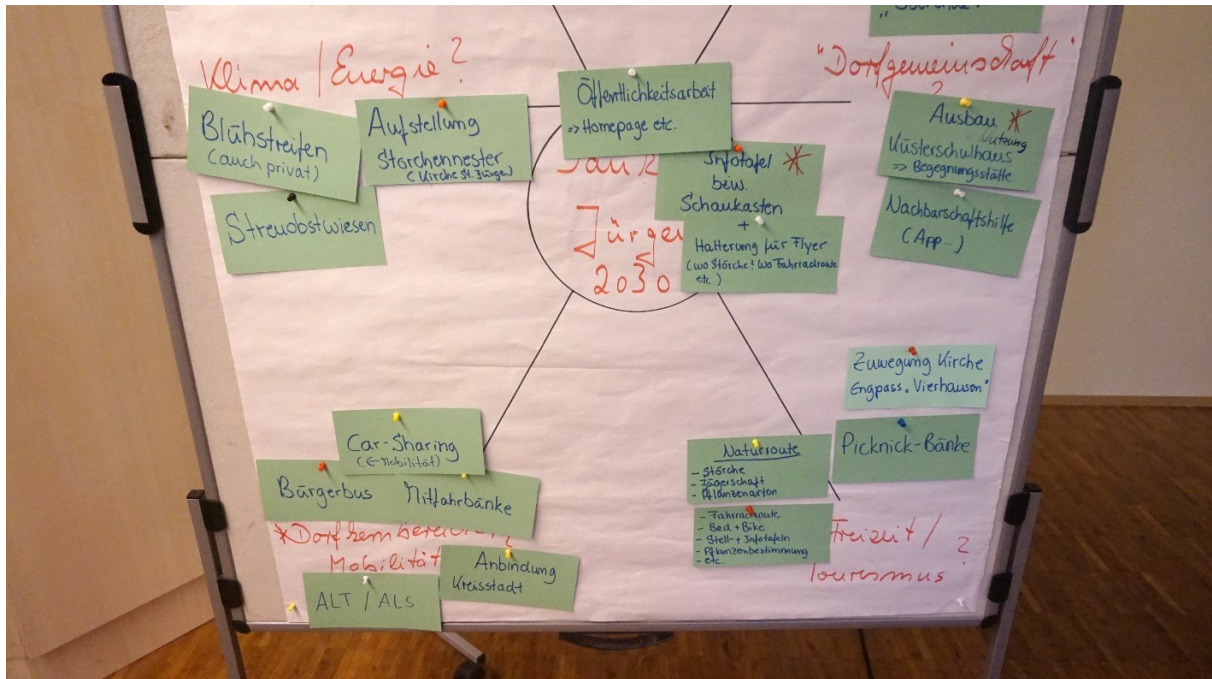 Klima / Energie ?
Blühstreifen
(auch privat)
Aufstellung
Storchennester
(Kirche St. Jürgen)
Streuobstwiesen
Öffentlichkeitsarbeit
=> Homepage etc.
Infotafel *
bzw.
Schaukasten
+
Halterung für Flyer
(wo Störche! wo Fahrradroute
etc.)
Sankt
Jürgen
2030
"Dorfgemeinschaft"
?
Ausbau *
Nutzung
Küsterschulhaus
=> Begegnungsstätte
Nachbarschaftshilfe
(App...)
Zuwegung Kirche
Engpass „Vierhausen"
Picknick-Bänke
Naturroute
- Störche
- Jägerschaft
- Pflanzenarten
- Fahrradroute
- Bed + Bike
- Stell- + Infotafeln
- Pflanzenbestimmung
- etc.
Freizeit / ?
Tourismus
Car-Sharing
(E-Mobilität)
Bürgerbus
Mitfahrbänke
*Dorfkernbereich,
Mobilität
Anbindung
Kreisstadt
ALT / ALS